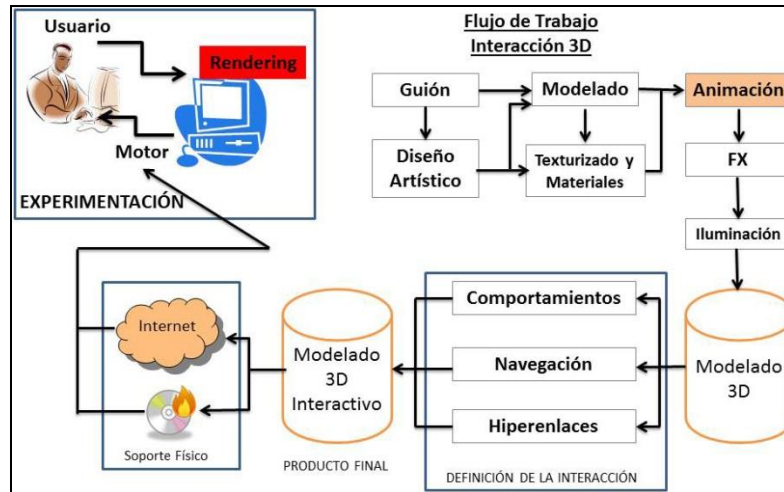 Flujo de Trabajo
Interacción 3D
Usuario
Rendering
Motor
EXPERIMENTACIÓN
Guión
Modelado
Animación
Diseño
Artístico
Texturizado y
Materiales
FX
Iluminación
Modelado
3D
Comportamientos
Navegación
Hiperenlaces
DEFINICIÓN DE LA INTERACCIÓN
Modelado
3D
Interactivo
PRODUCTO FINAL
Internet
Soporte Físico